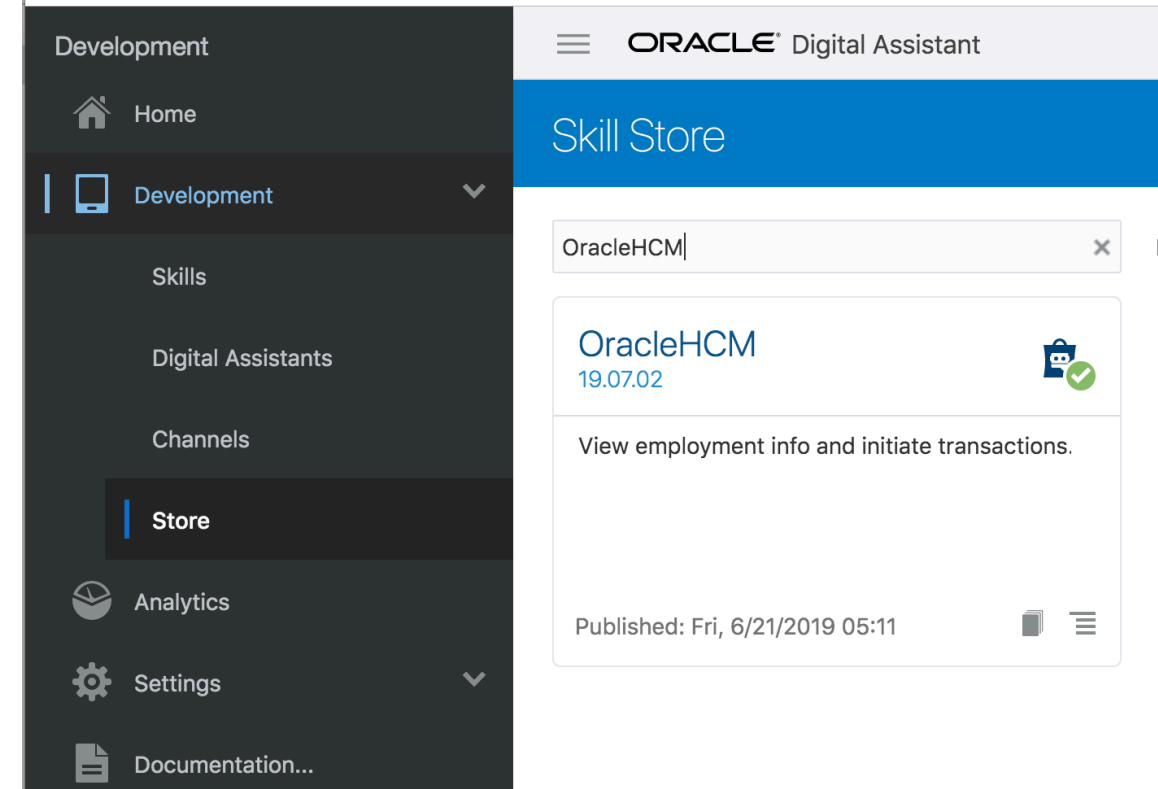 Development
Home
Development
Skills
Digital Assistants
Channels
Store
Analytics
Settings
Documentation...
ORACLE® Digital Assistant
Skill Store
OracleHCM
OracleHCM
19.07.02
View employment info and initiate transactions.
Published: Fri, 6/21/2019 05:11